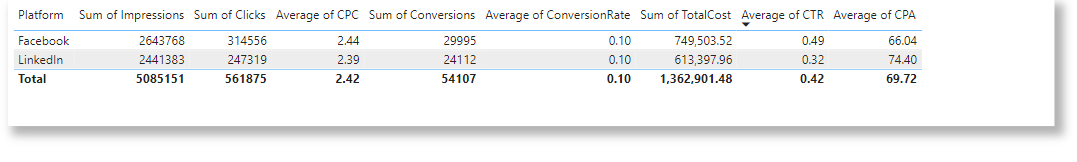 Platform Sum of Impressions Sum of Clicks Average of CPC Sum of Conversions Average of ConversionRate Sum of TotalCost Average of CTR Average of CPA
Facebook 2643768 314556 2.44 29995 0.10 749,503.52 0.49 66.04
LinkedIn 2441383 247319 2.39 24112 0.10 613,397.96 0.32 74.40
Total 5085151 561875 2.42 54107 0.10 1,362,901.48 0.42 69.72